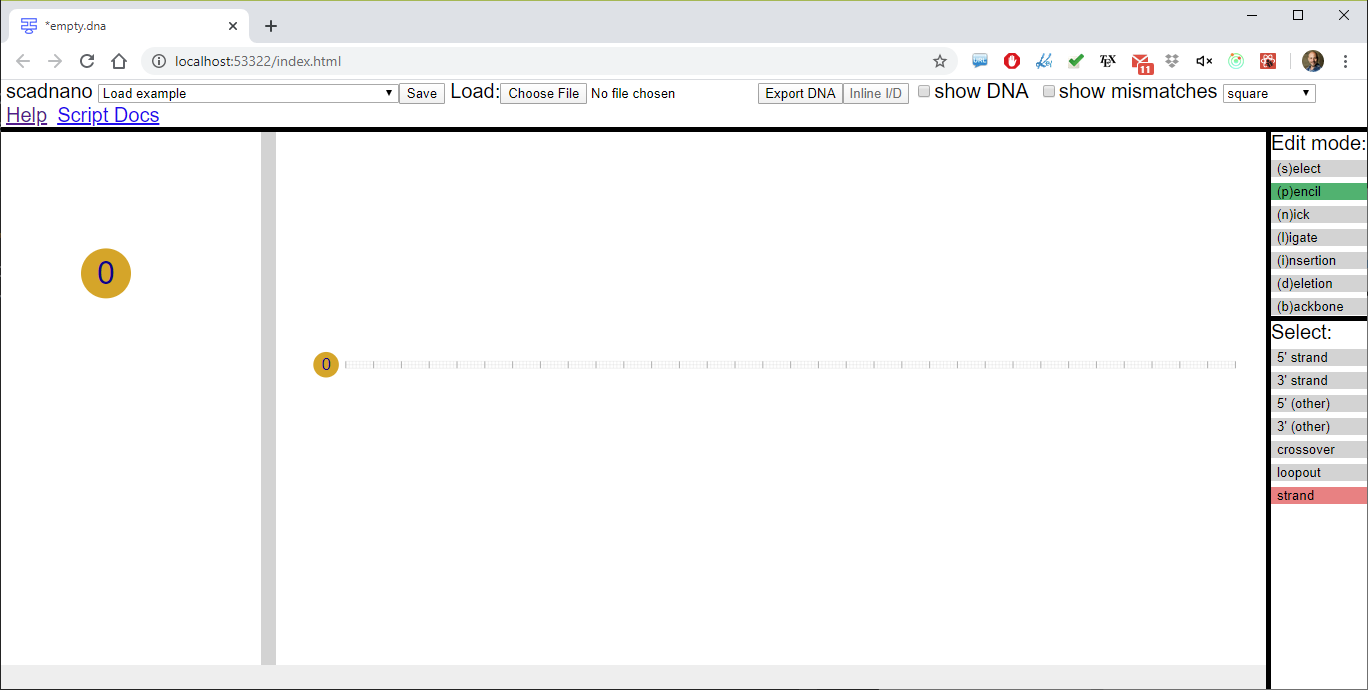 *empty.dna
localhost:53322/index.html
11
scadnano Load example Save Load: Choose File No file chosen Export DNA Inline I/D show DNA show mismatches square
Help Script Docs
0
0
Edit mode:
(s)elect
(p)encil
(n)ick
(l)igate
(i)nsertion
(d)eletion
(b)ackbone
Select:
5' strand
3' strand
5' (other)
3' (other)
crossover
loopout
strand